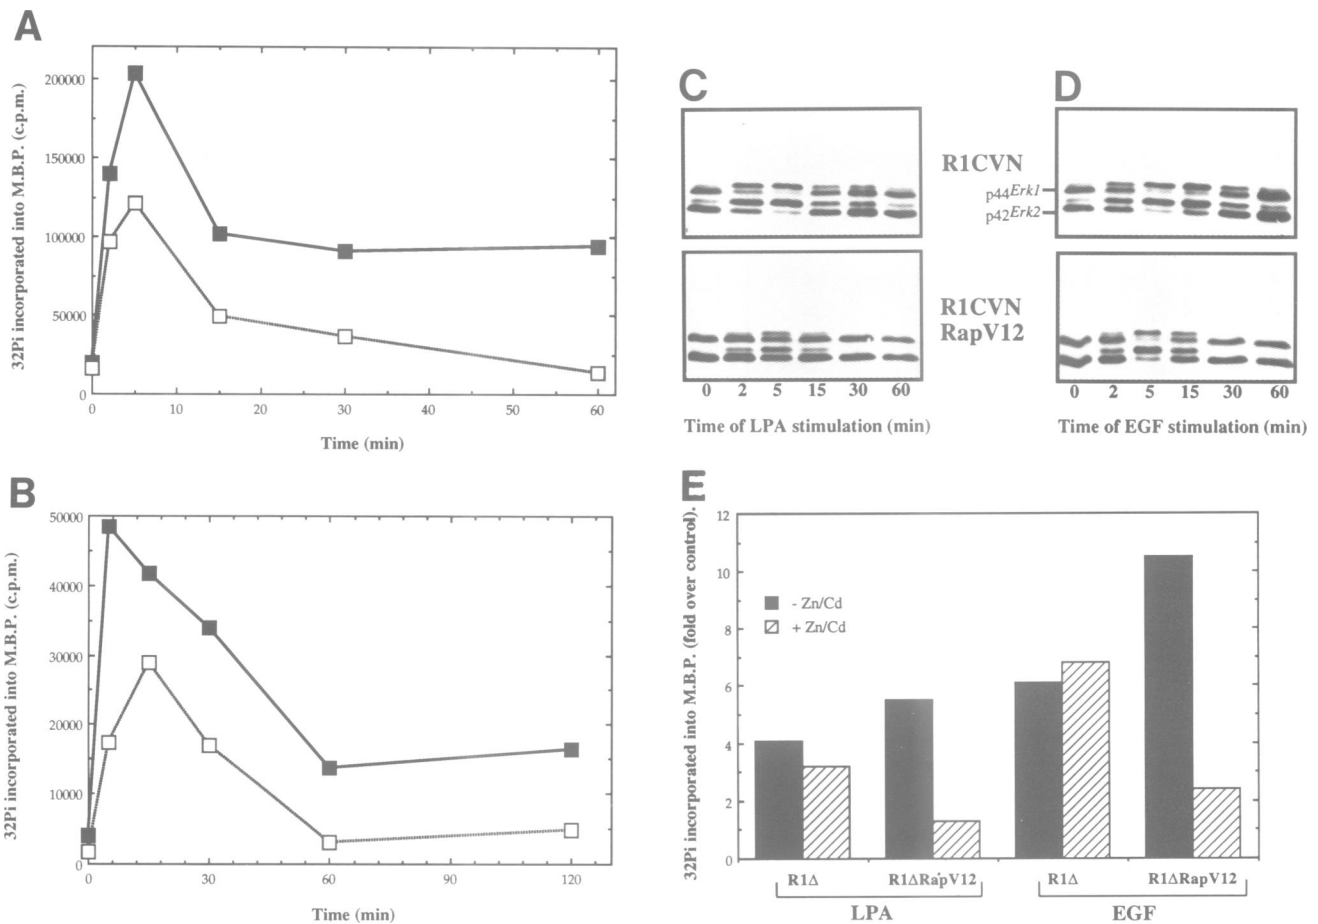 A
32Pi incorporated into M.B.P. (c.p.m.)
200000
150000
100000
50000
0
0 10 20 30 40 50 60
Time (min)
B
32Pi incorporated into M.B.P. (c.p.m.)
50000
40000
30000
20000
10000
0
0 30 60 90 120
Time (min)
C
D
R1CVN
p44Erk1
p42Erk2
R1CVN
RapV12
0 2 5 15 30 60
Time of LPA stimulation (min)
0 2 5 15 30 60
Time of EGF stimulation (min)
E
32Pi incorporated into M.B.P. (fold over control).
12
10
8
6
4
2
0
- Zn/Cd
+ Zn/Cd
R1Δ R1ΔRapV12 R1Δ R1ΔRapV12
LPA EGF